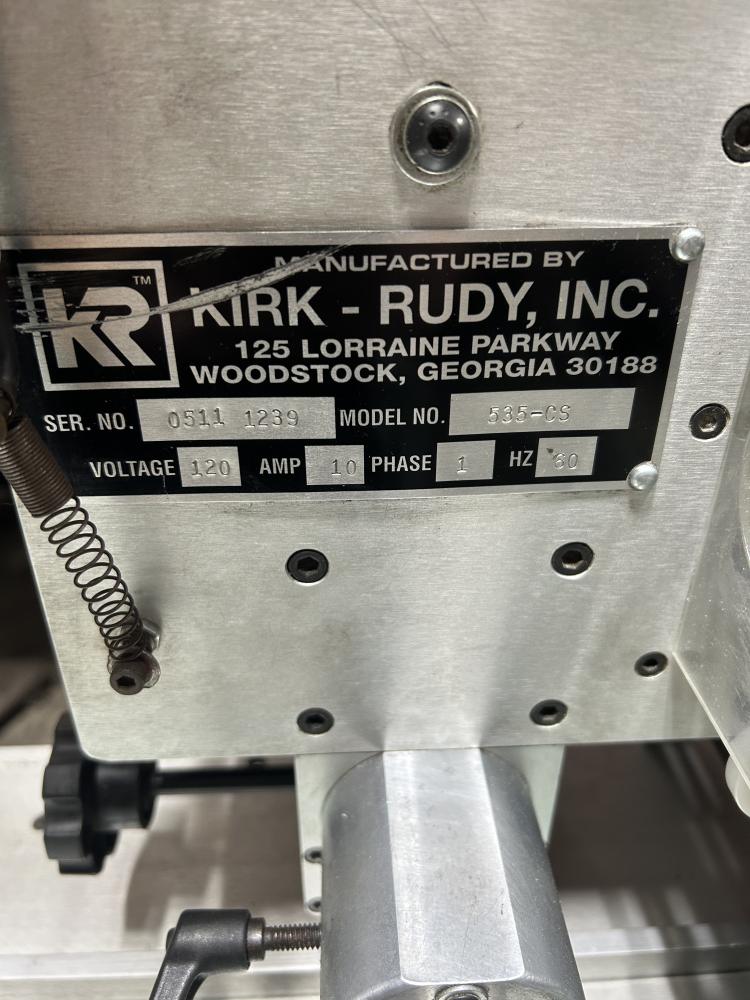 MANUFACTURED BY
KR™
KIRK - RUDY, INC.
125 LORRAINE PARKWAY
WOODSTOCK, GEORGIA 30188
SER. NO. 0511 1239 MODEL NO. 535-CS
VOLTAGE 120 AMP 10 PHASE 1 HZ 60